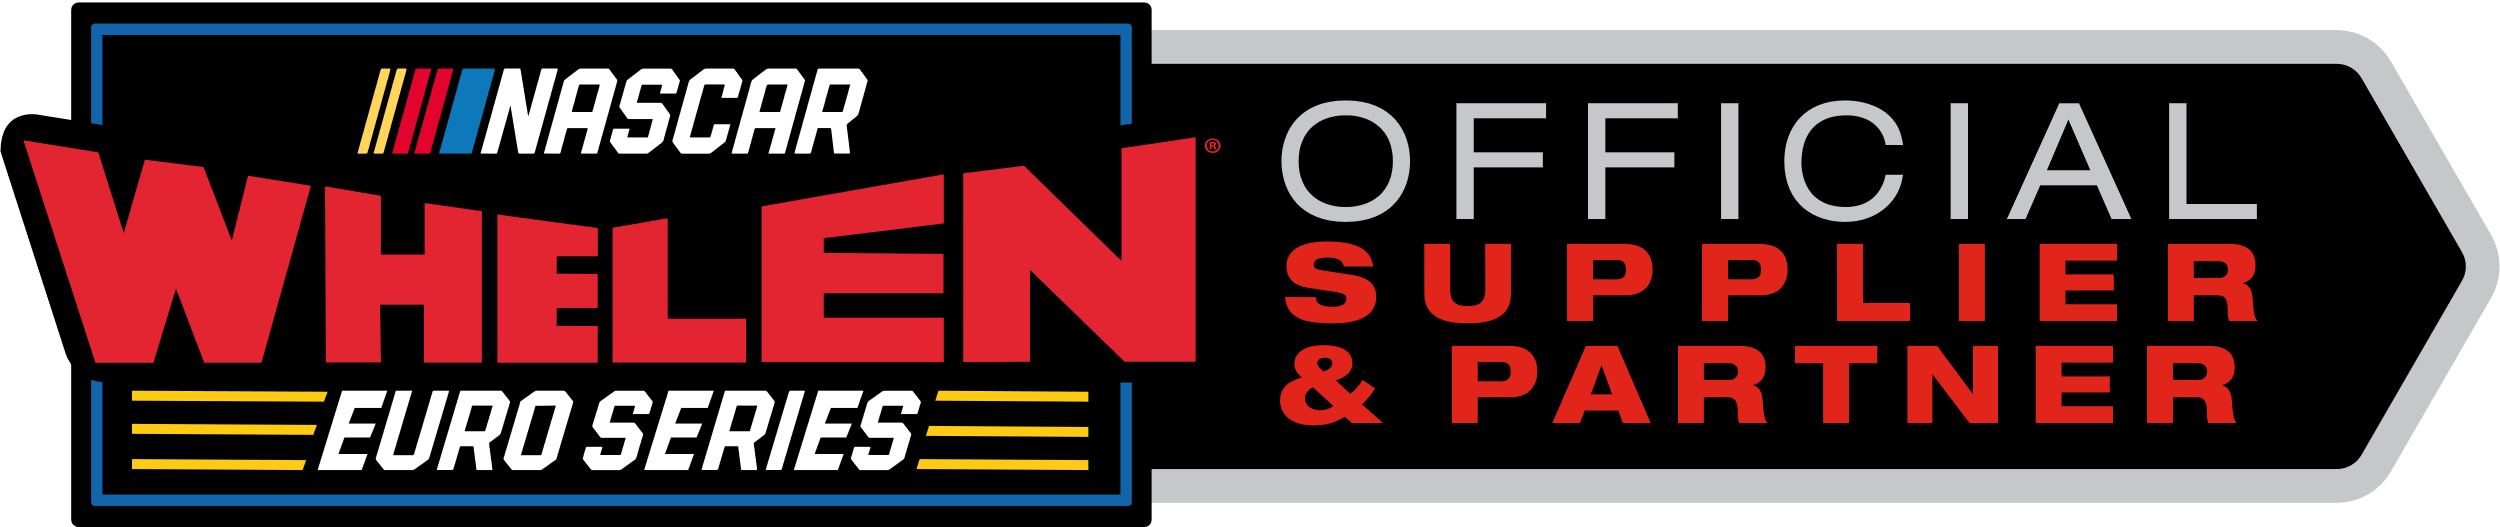 NASCAR
WHELEN®
EURO SERIES
OFFICIAL
SUPPLIER
& PARTNER